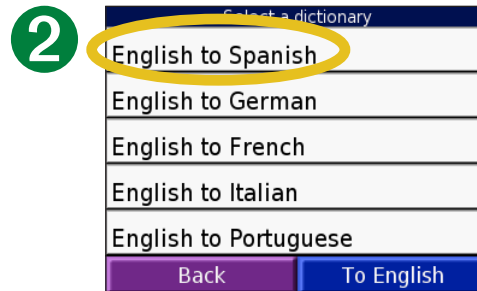 2
Select a dictionary
English to Spanish
English to German
English to French
English to Italian
English to Portuguese
Back To English